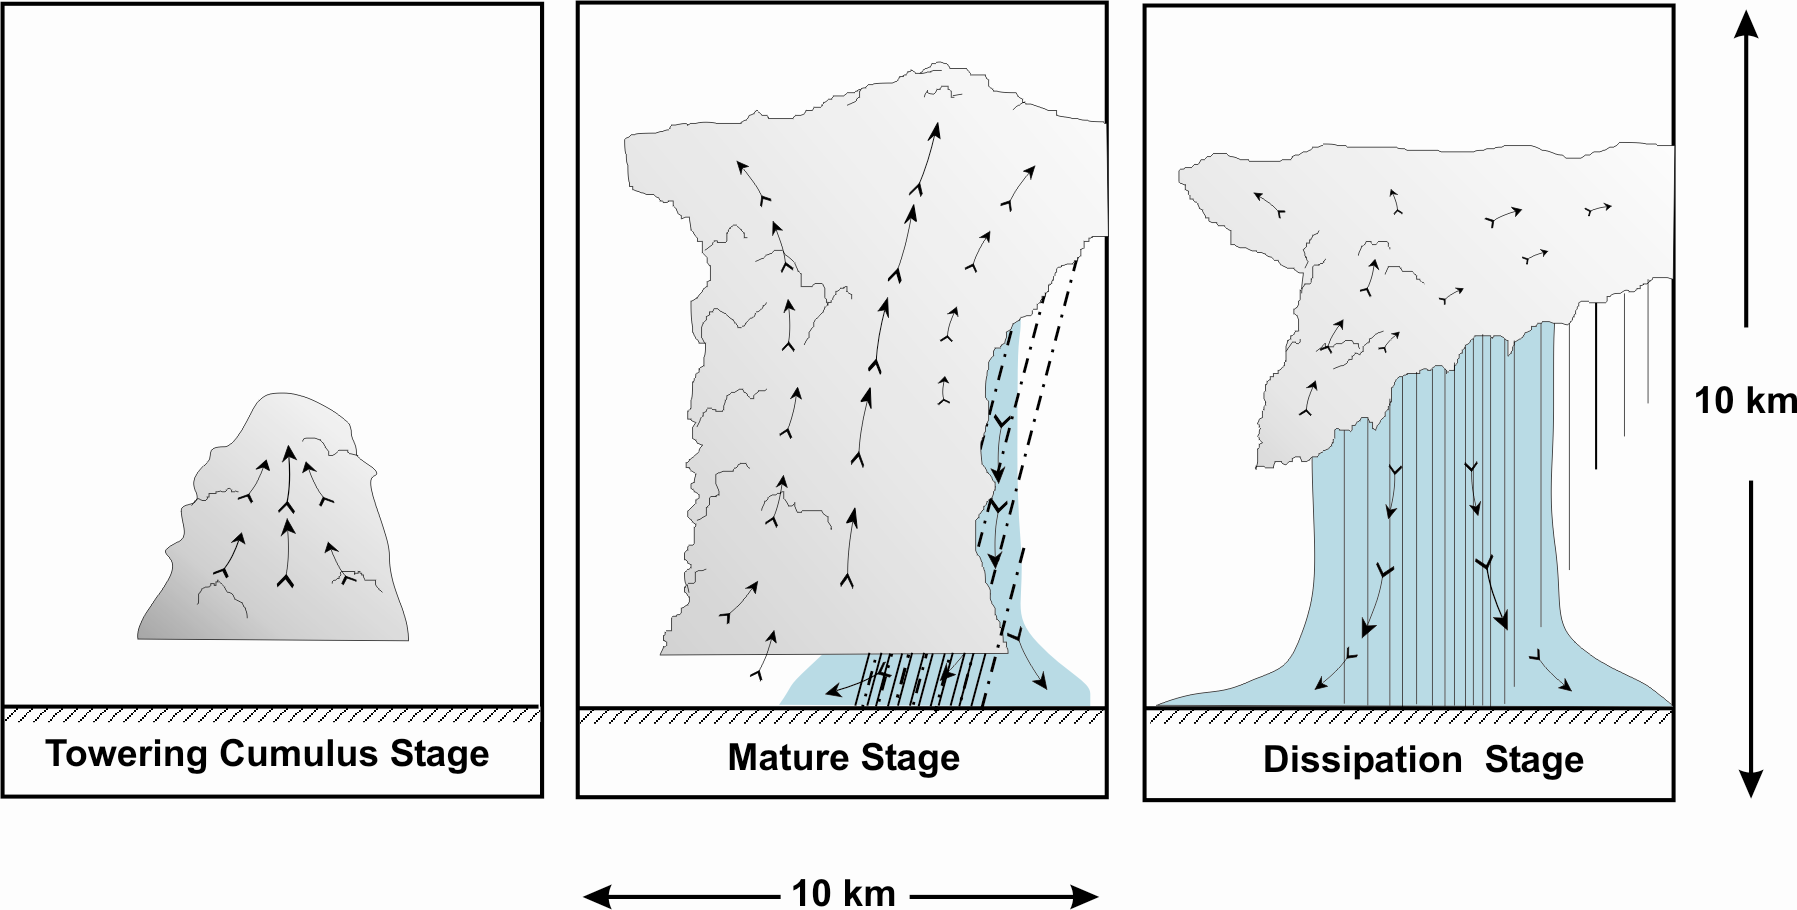 10 km
Towering Cumulus Stage
Mature Stage
Dissipation Stage
10 km